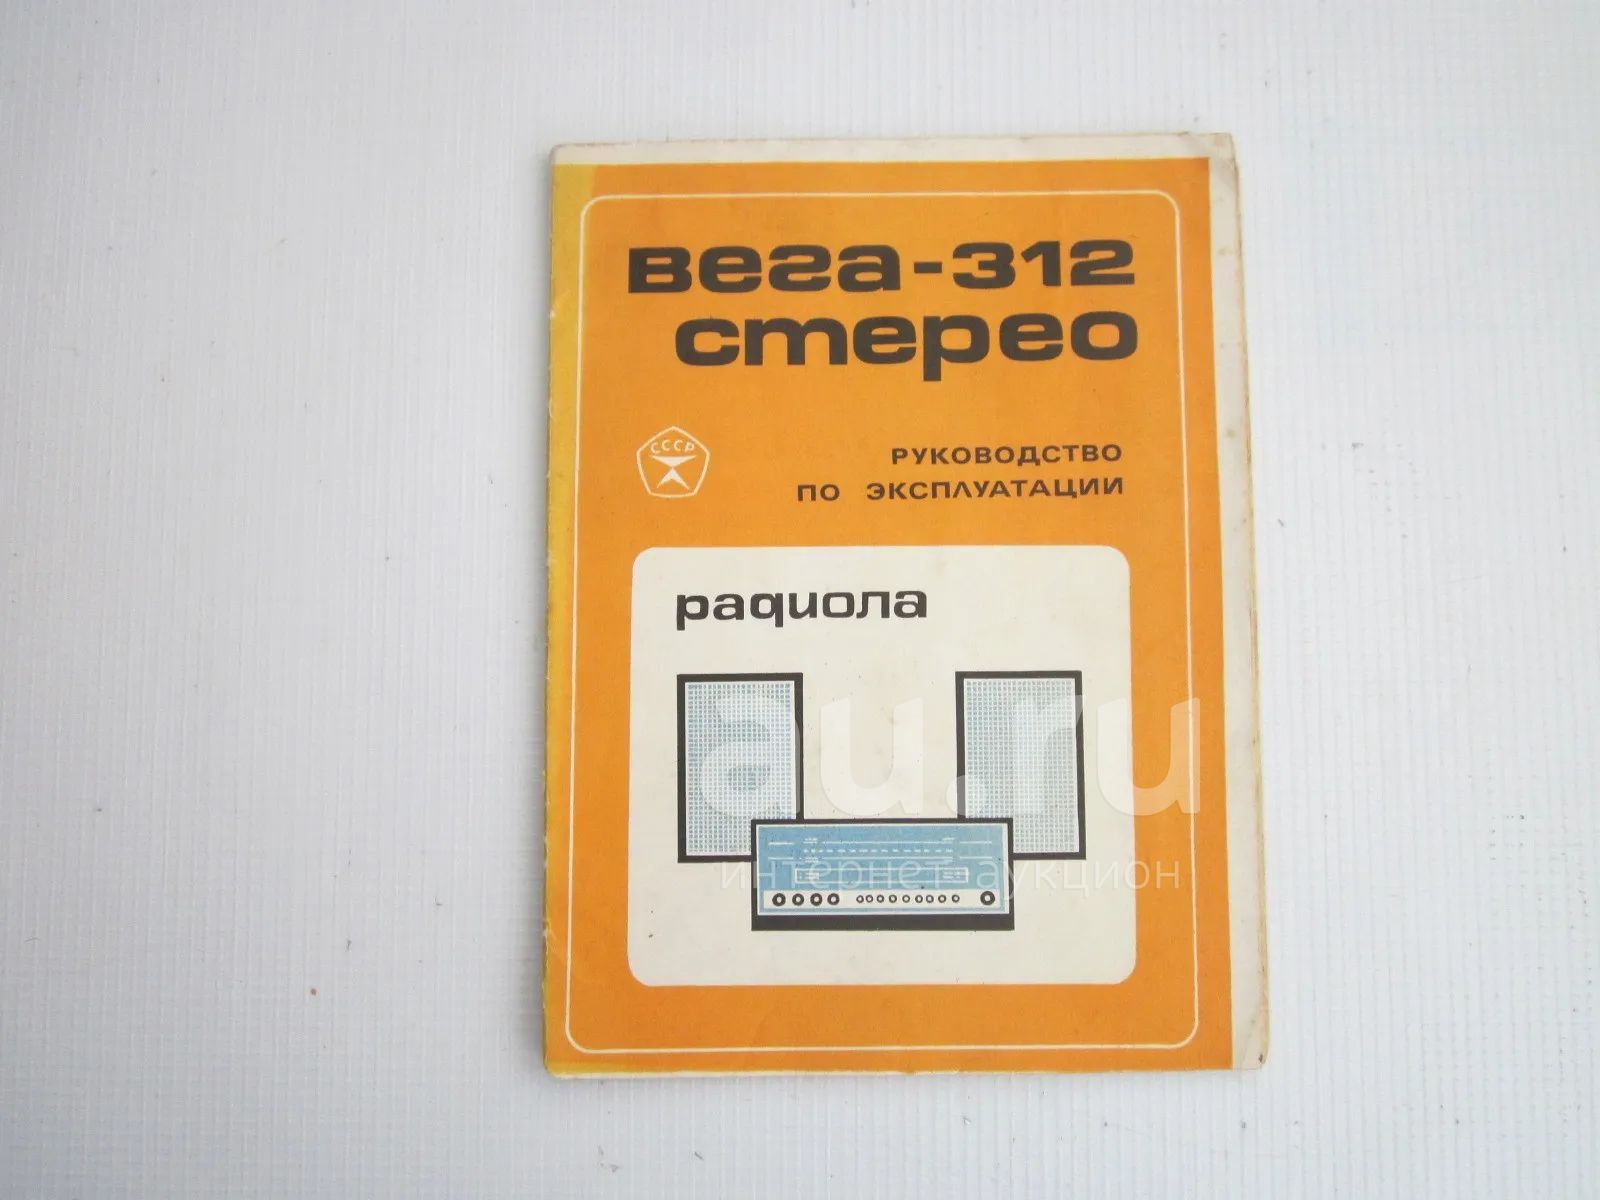 вега-312
стерео
СССР
РУКОВОДСТВО
ПО ЭКСПЛУАТАЦИИ
радиола
au.ru
интернет-аукцион